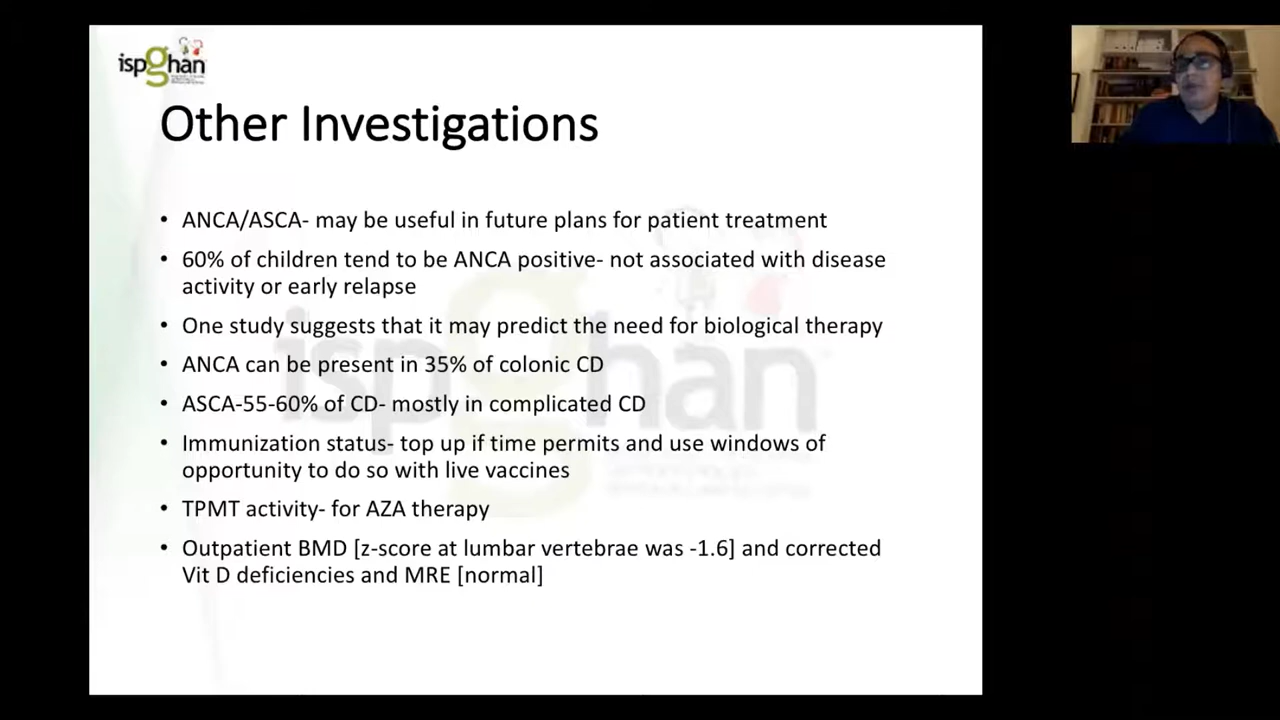 ispghan
Other Investigations
• ANCA/ASCA- may be useful in future plans for patient treatment
• 60% of children tend to be ANCA positive- not associated with disease
activity or early relapse
• One study suggests that it may predict the need for biological therapy
• ANCA can be present in 35% of colonic CD
• ASCA-55-60% of CD- mostly in complicated CD
• Immunization status- top up if time permits and use windows of
opportunity to do so with live vaccines
• TPMT activity- for AZA therapy
• Outpatient BMD [z-score at lumbar vertebrae was -1.6] and corrected
Vit D deficiencies and MRE [normal]